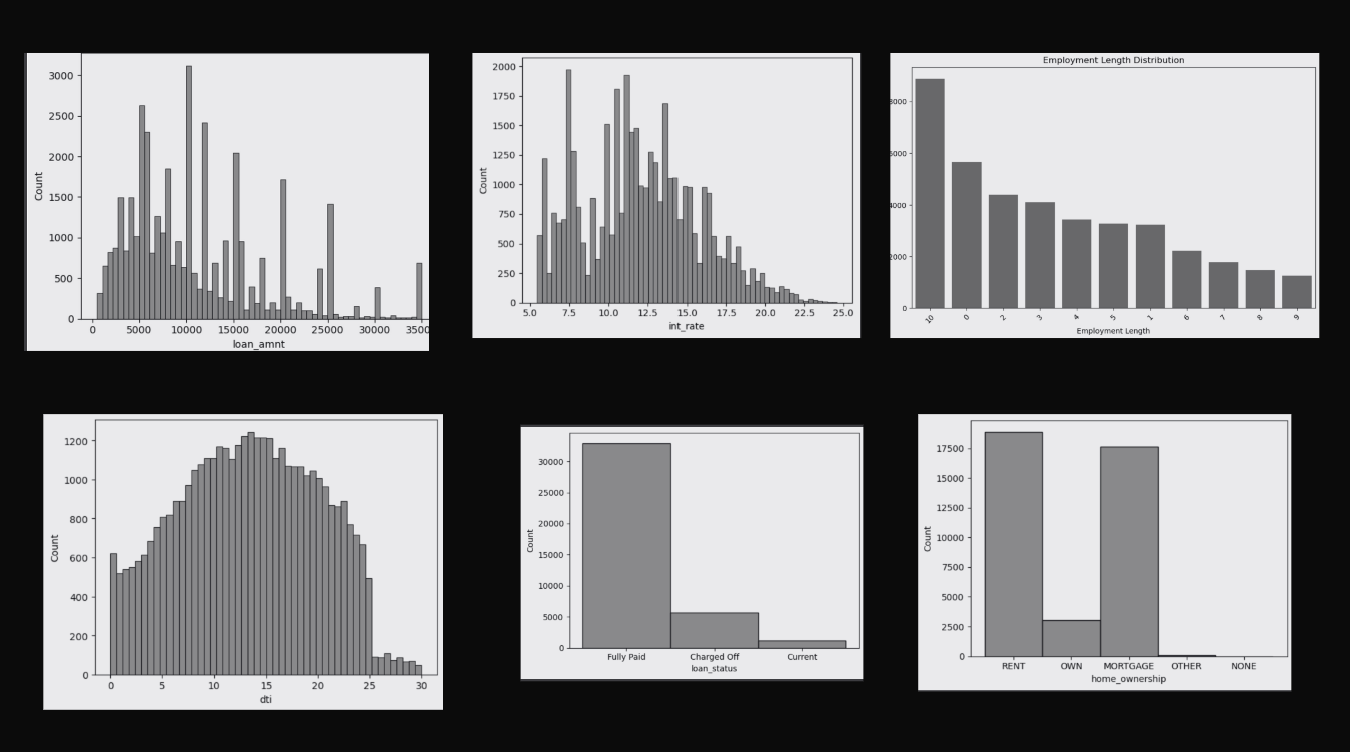 3000
2500
2000
1500
1000
500
0
Count
0 5000 10000 15000 20000 25000 30000 3500
loan_amnt
2000
1750
1500
1250
1000
750
500
250
0
Count
5.0 7.5 10.0 12.5 15.0 17.5 20.0 22.5 25.0
int_rate
Employment Length Distribution
8000
6000
4000
2000
0
10 0 2 3 4 5 1 6 7 8 9
Employment Length
1200
1000
800
600
400
200
0
Count
0 5 10 15 20 25 30
dti
30000
25000
20000
15000
10000
5000
0
Count
Fully Paid Charged Off Current
loan_status
17500
15000
12500
10000
7500
5000
2500
0
Count
RENT OWN MORTGAGE OTHER NONE
home_ownership